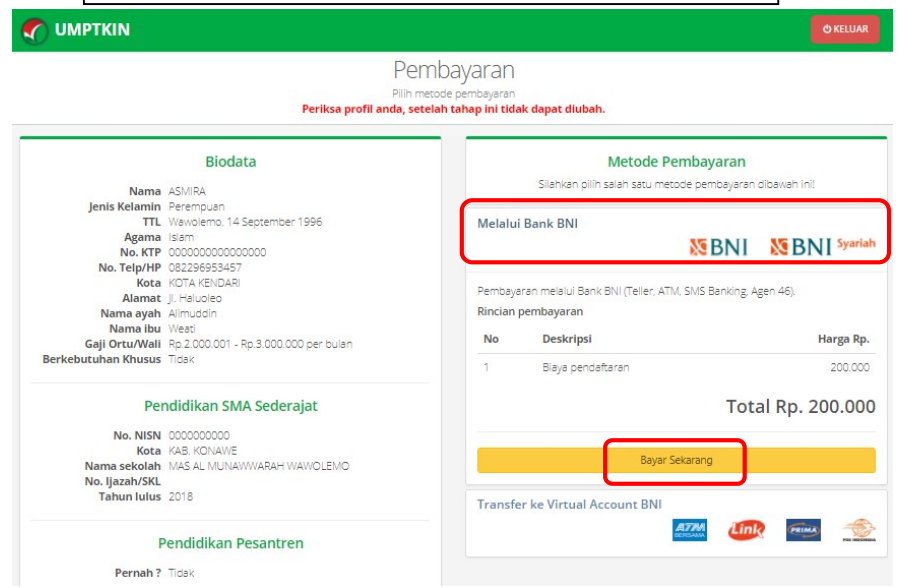 UMPTKIN
KELUAR
Pembayaran
Pilih metode pembayaran
Periksa profil anda, setelah tahap ini tidak dapat diubah.
Biodata
Nama ASMIRA
Jenis Kelamin Perempuan
TTL Wawolemo, 14 September 1996
Agama Islam
No. KTP 0000000000000000
No. Telp/HP 082296953457
Kota KOTA KENDARI
Alamat Jl. Haluoleo
Nama ayah Alimuddin
Nama ibu Weati
Gaji Ortu/Wali Rp.2.000.001 - Rp.3.000.000 per bulan
Berkebutuhan Khusus Tidak
Pendidikan SMA Sederajat
No. NISN 0000000000
Kota KAB. KONAWE
Nama sekolah MAS AL MUNAWWARAH WAWOLEMO
No. Ijazah/SKL
Tahun lulus 2018
Pendidikan Pesantren
Pernah ? Tidak
Metode Pembayaran
Silahkan pilih salah satu metode pembayaran dibawah ini!
Melalui Bank BNI
BNI BNI Syariah
Pembayaran melalui Bank BNI (Teller, ATM, SMS Banking, Agen 46).
Rincian pembayaran
No Deskripsi Harga Rp.
1 Biaya pendaftaran 200.000
Total Rp. 200.000
Bayar Sekarang
Transfer ke Virtual Account BNI
ATM BERSAMA Link PRIMA POS INDONESIA